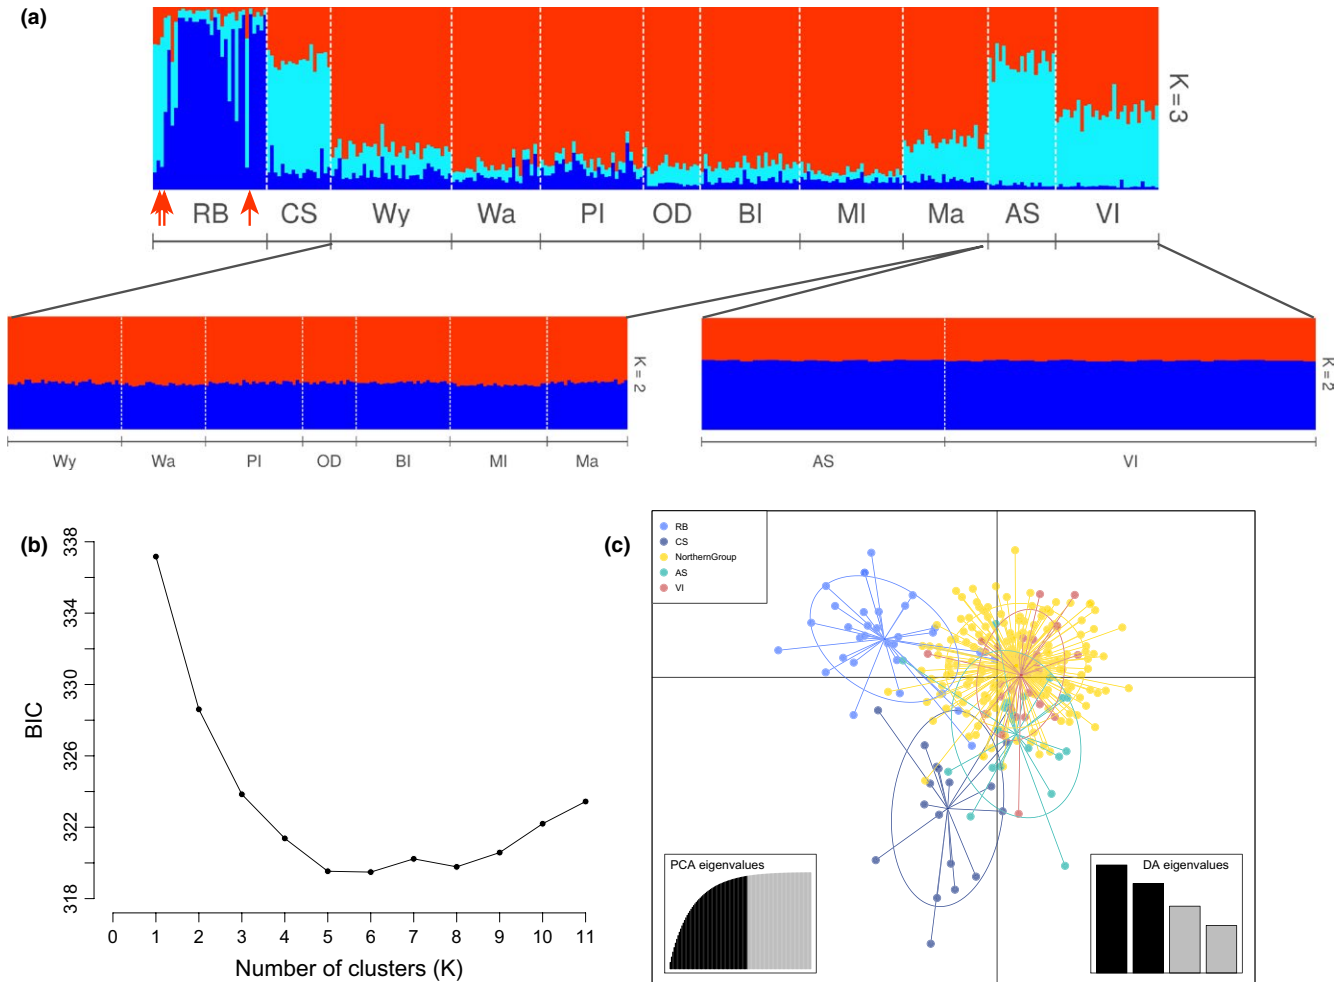 (a)
K = 3
RB CS Wy Wa PI OD BI MI Ma AS VI
K = 2
Wy Wa PI OD BI MI Ma
K = 2
AS VI
(b)
338
334
330
326
322
318
BIC
0 1 2 3 4 5 6 7 8 9 10 11
Number of clusters (K)
(c)
RB
CS
NorthernGroup
AS
VI
PCA eigenvalues
DA eigenvalues